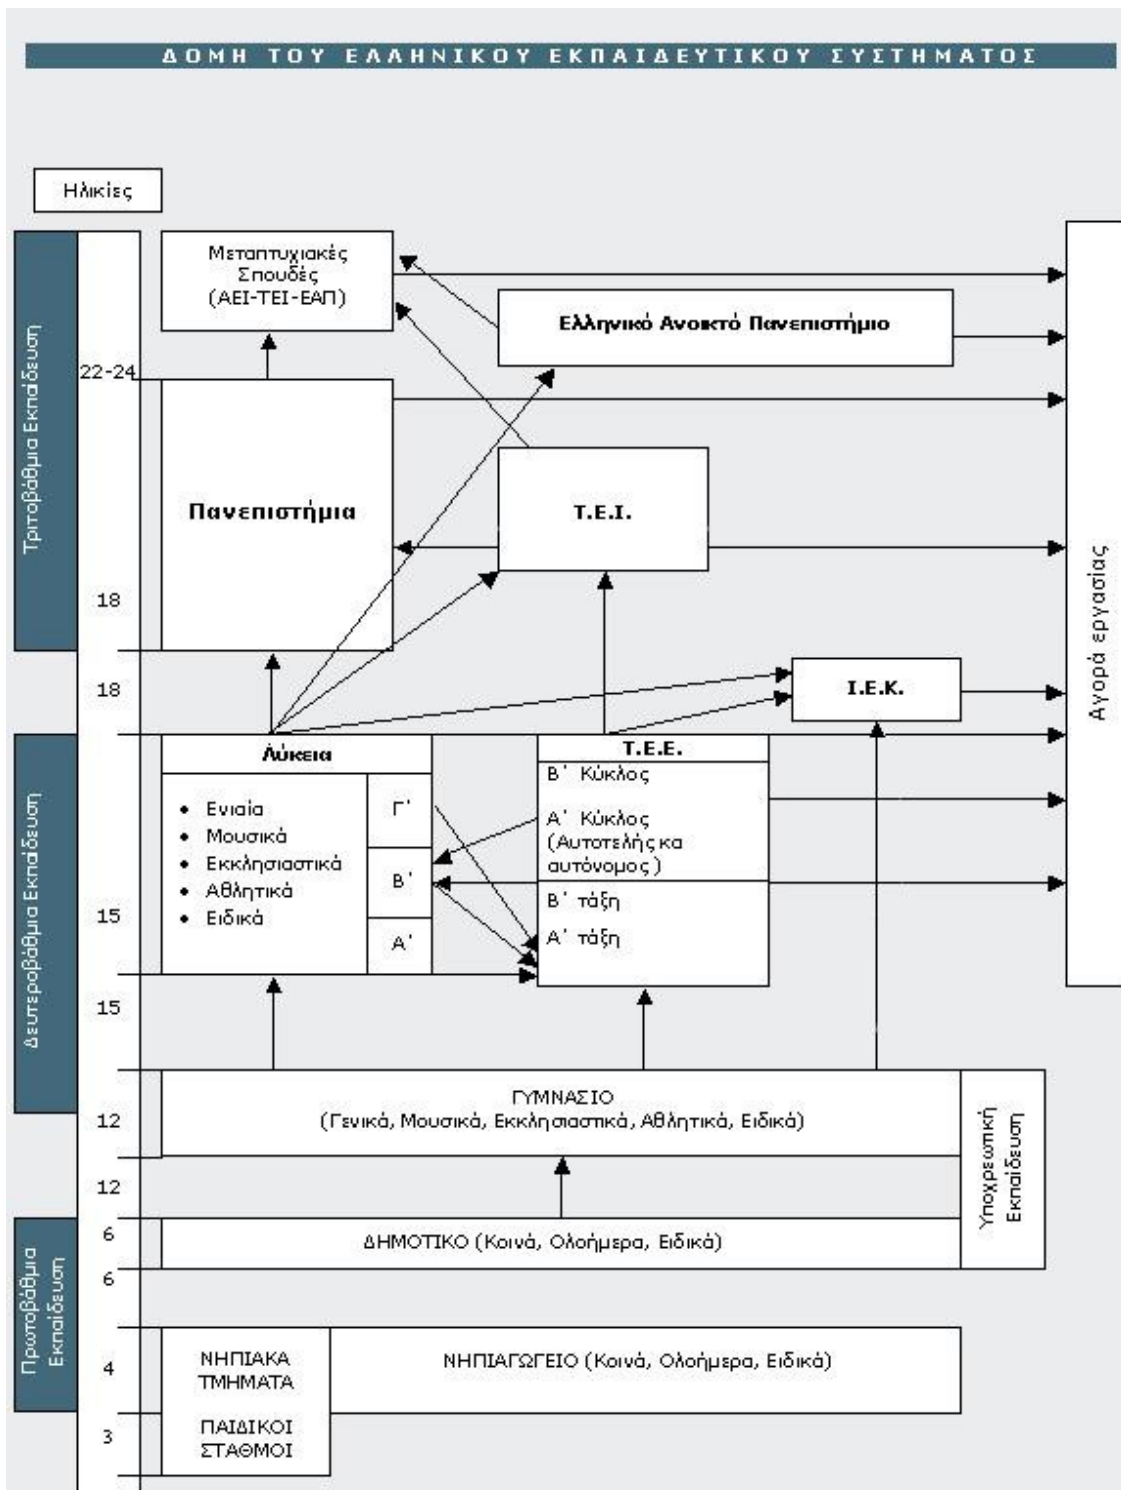 ΔΟΜΗ ΤΟΥ ΕΛΛΗΝΙΚΟΥ ΕΚΠΑΙΔΕΥΤΙΚΟΥ ΣΥΣΤΗΜΑΤΟΣ
Ηλικίες
Τριτοβάθμια Εκπάιδευση
Μεταπτυχιακές
Σπουδές
(ΑΕΙ-ΤΕΙ-ΕΑΠ)
Ελληνικό Ανοικτό Πανεπιστήμιο
22-24
Πανεπιστήμια
Τ.Ε.Ι.
Αγορά εργασίας
18
18
Ι.Ε.Κ.
Δευτεροβάθμια Εκπαίδευση
Λύκεια
• Ενιαία
• Μουσικά
• Εκκλησιαστικά
• Αθλητικά
• Ειδικά
Γ'
Β'
Α'
Τ.Ε.Ε.
Β' Κύκλος
Α' Κύκλος
(Αυτοτελής κα
αυτόνομος )
Β' τάξη
Α' τάξη
15
15
ΓΥΜΝΑΣΙΟ
(Γενικά, Μουσικά, Εκκλησιαστικά, Αθλητικά, Ειδικά)
12
12
Υποχρεωτική
Εκπαίδευση
Πρωτοβάθμια
Εκπαίδευση
6
ΔΗΜΟΤΙΚΟ (Κοινά, Ολοήμερα, Ειδικά)
6
4
ΝΗΠΙΑΚΑ
ΤΜΗΜΑΤΑ
ΝΗΠΙΑΓΩΓΕΙΟ (Κοινά, Ολοήμερα, Ειδικά)
3
ΠΑΙΔΙΚΟΙ
ΣΤΑΘΜΟΙ